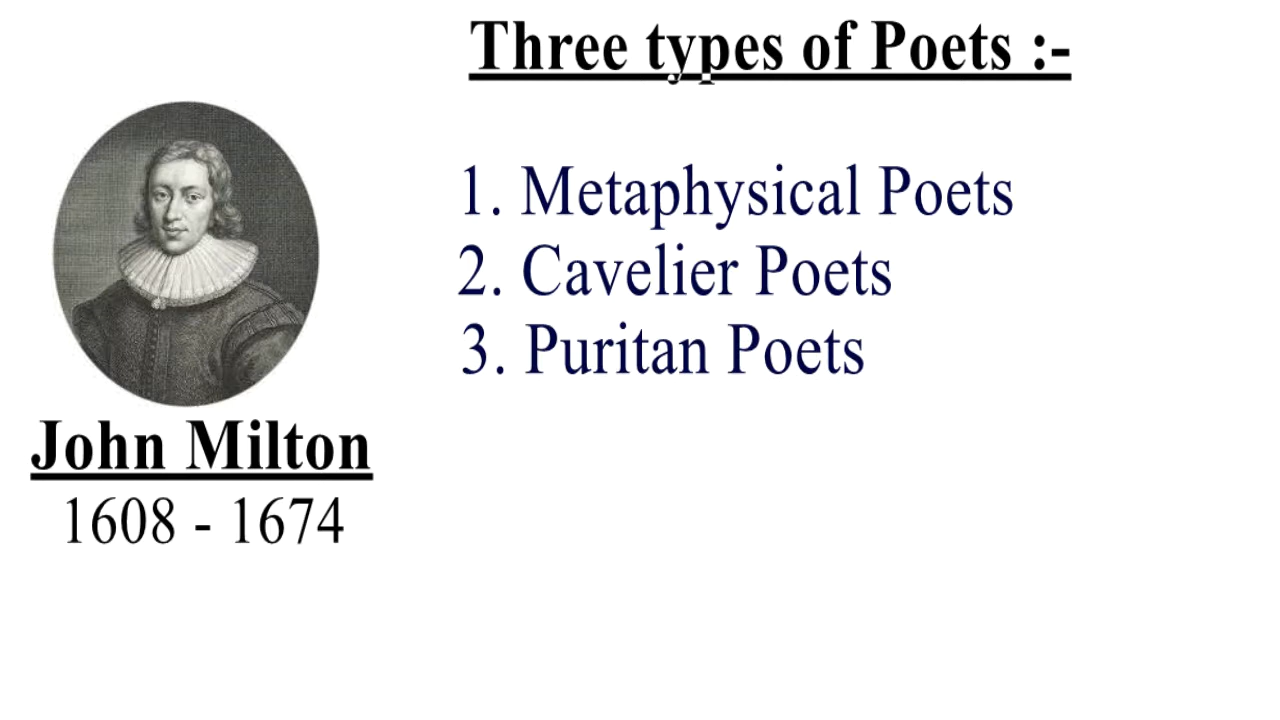 Three types of Poets :-
1. Metaphysical Poets
2. Cavelier Poets
3. Puritan Poets
John Milton
1608 - 1674